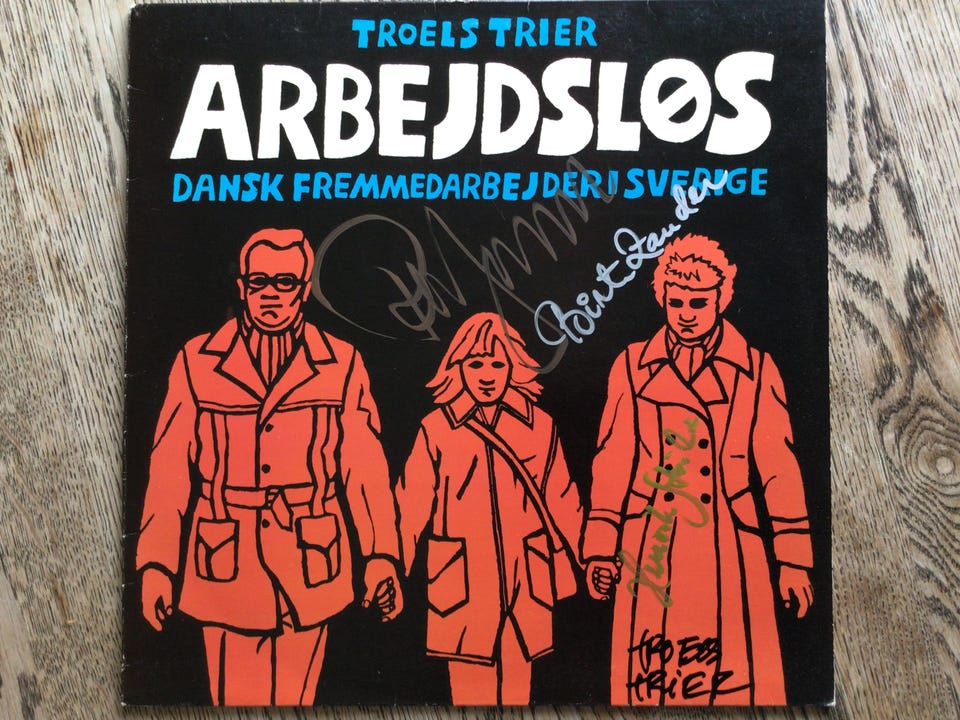 TROELS TRIER
ARBEJDSLØS
DANSK FREMMEDARBEJDER I SVERIGE
TROELS
TRIER